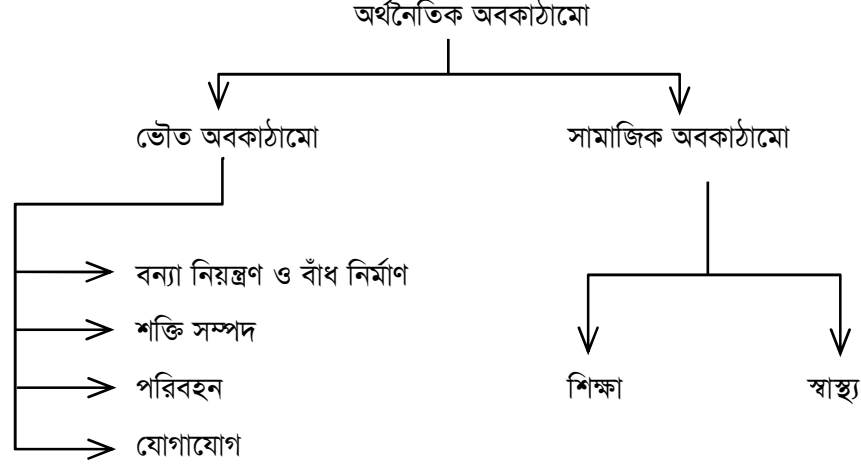 অর্থনৈতিক অবকাঠামো
ভৌত অবকাঠামো
সামাজিক অবকাঠামো
বন্যা নিয়ন্ত্রণ ও বাঁধ নির্মাণ
শক্তি সম্পদ
পরিবহন
শিক্ষা
স্বাস্থ্য
যোগাযোগ